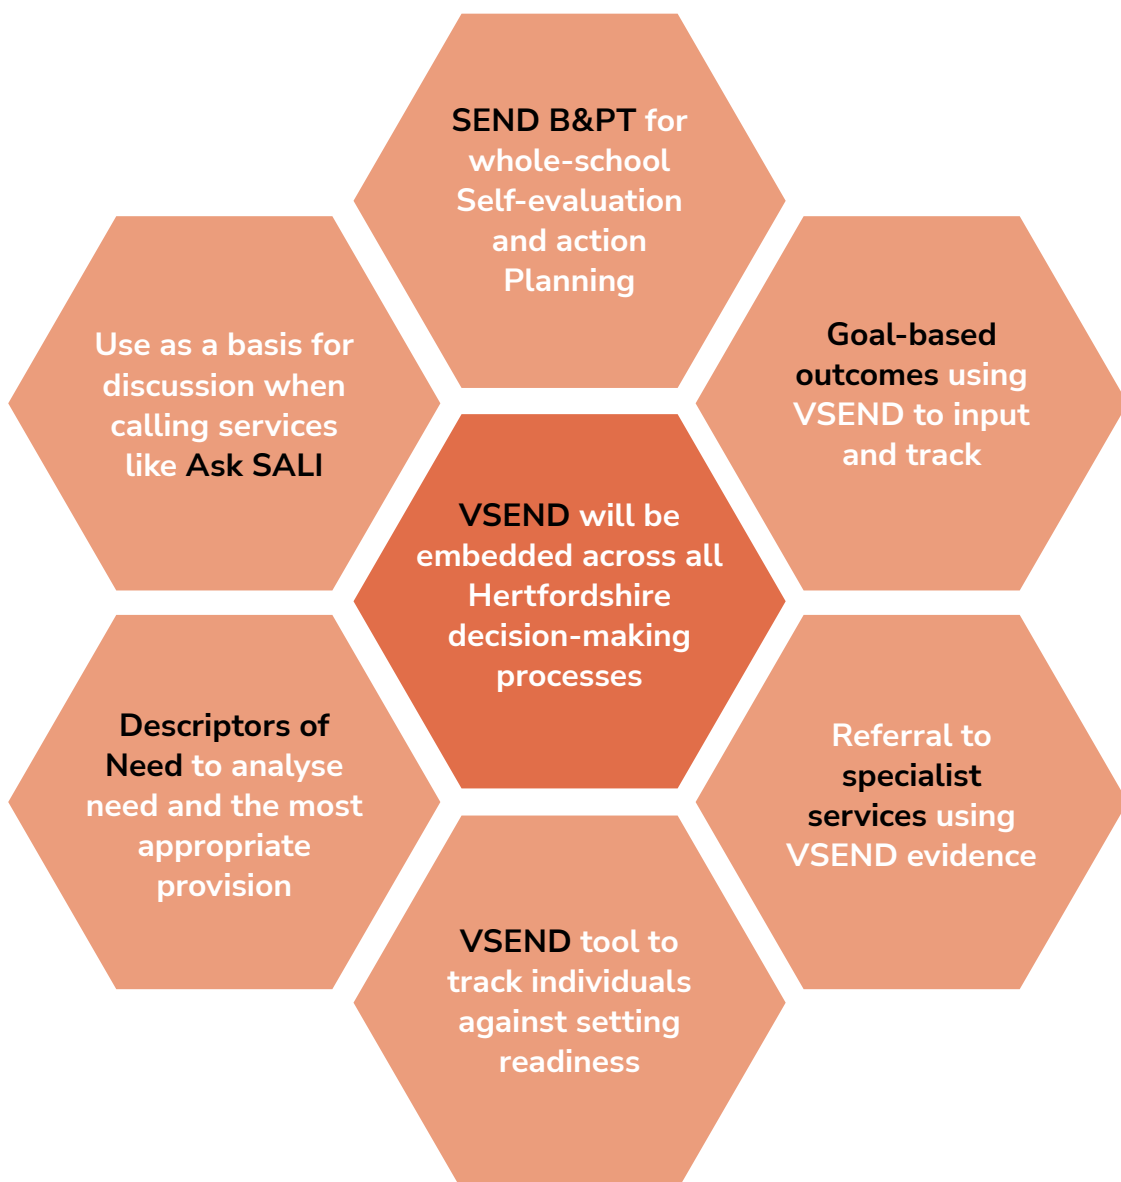 SEND B&PT for
whole-school
Self-evaluation
and action
Planning
Use as a basis for
discussion when
calling services
like Ask SALI
Goal-based
outcomes using
VSEND to input
and track
VSEND will be
embedded across all
Hertfordshire
decision-making
processes
Descriptors of
Need to analyse
need and the most
appropriate
provision
Referral to
specialist
services using
VSEND evidence
VSEND tool to
track individuals
against setting
readiness